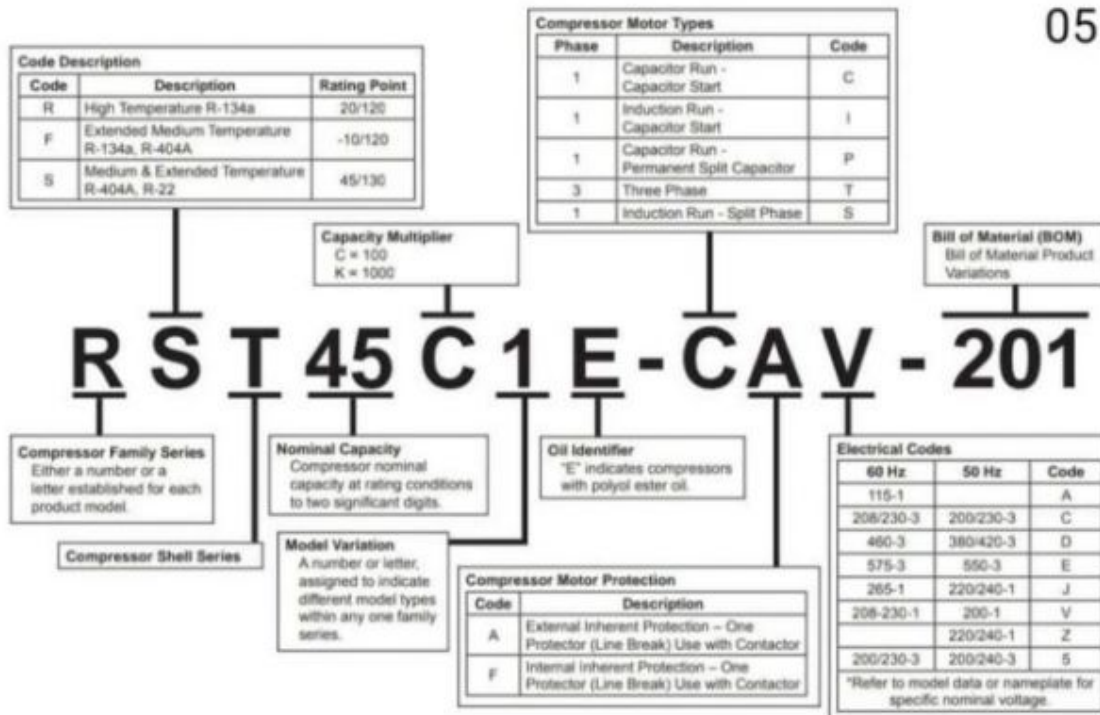 05
Compressor Motor Types
Phase Description Code
1 Capacitor Run - Capacitor Start C
1 Induction Run - Capacitor Start I
1 Capacitor Run - Permanent Split Capacitor P
3 Three Phase T
1 Induction Run - Split Phase S
Code Description
Code Description Rating Point
R High Temperature R-134a 20/120
F Extended Medium Temperature R-134a, R-404A -10/120
S Medium & Extended Temperature R-404A, R-22 45/130
Capacity Multiplier
C = 100
K = 1000
Bill of Material (BOM)
Bill of Material Product
Variations
R S T 45 C 1 E - C A V - 201
Compressor Family Series
Either a number or a
letter established for each
product model.
Compressor Shell Series
Nominal Capacity
Compressor nominal
capacity at rating conditions
to two significant digits.
Model Variation
A number or letter,
assigned to indicate
different model types
within any one family
series.
Oil Identifier
"E" indicates compressors
with polyol ester oil.
Compressor Motor Protection
Code Description
A External Inherent Protection – One Protector (Line Break) Use with Contactor
F Internal Inherent Protection – One Protector (Line Break) Use with Contactor
Electrical Codes
60 Hz 50 Hz Code
115-1 A
208/230-3 200/230-3 C
460-3 380/420-3 D
575-3 550-3 E
265-1 220/240-1 J
208-230-1 200-1 V
220/240-1 Z
200/230-3 200/240-3 5
*Refer to model data or nameplate for
specific nominal voltage.